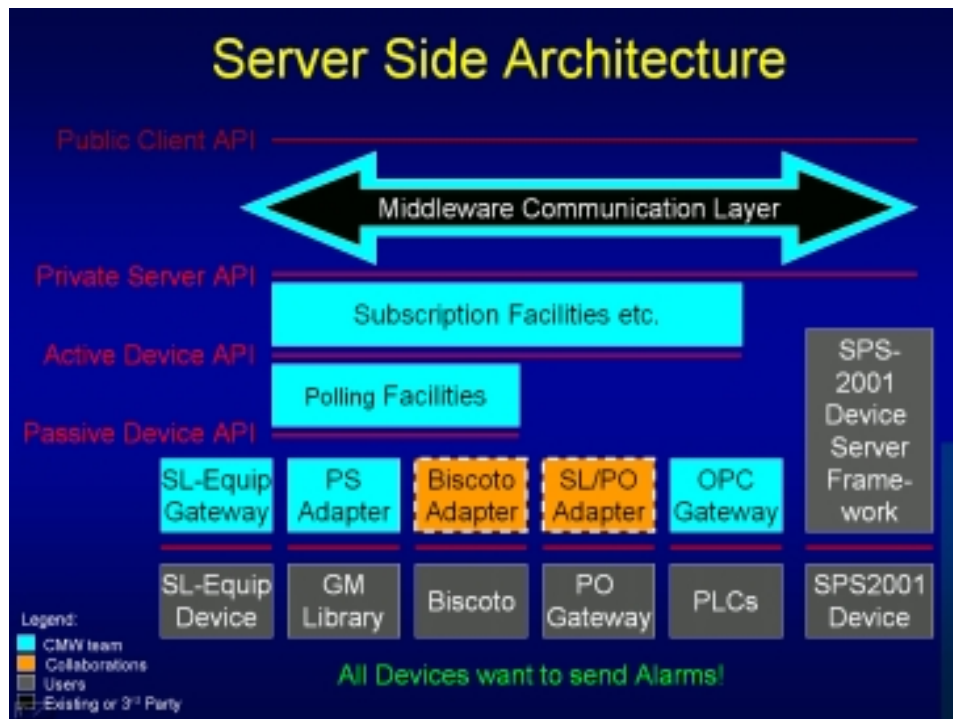 Server Side Architecture
Public Client API
Middleware Communication Layer
Private Server API
Subscription Facilities etc.
Active Device API
Polling Facilities
Passive Device API
SPS-
2001
Device
Server
Frame-
work
SL-Equip
Gateway
PS
Adapter
Biscoto
Adapter
SL/PO
Adapter
OPC
Gateway
SL-Equip
Device
GM
Library
Biscoto
PO
Gateway
PLCs
SPS2001
Device
Legend:
CMW team
Collaborations
Users
Existing or 3rd Party
All Devices want to send Alarms!